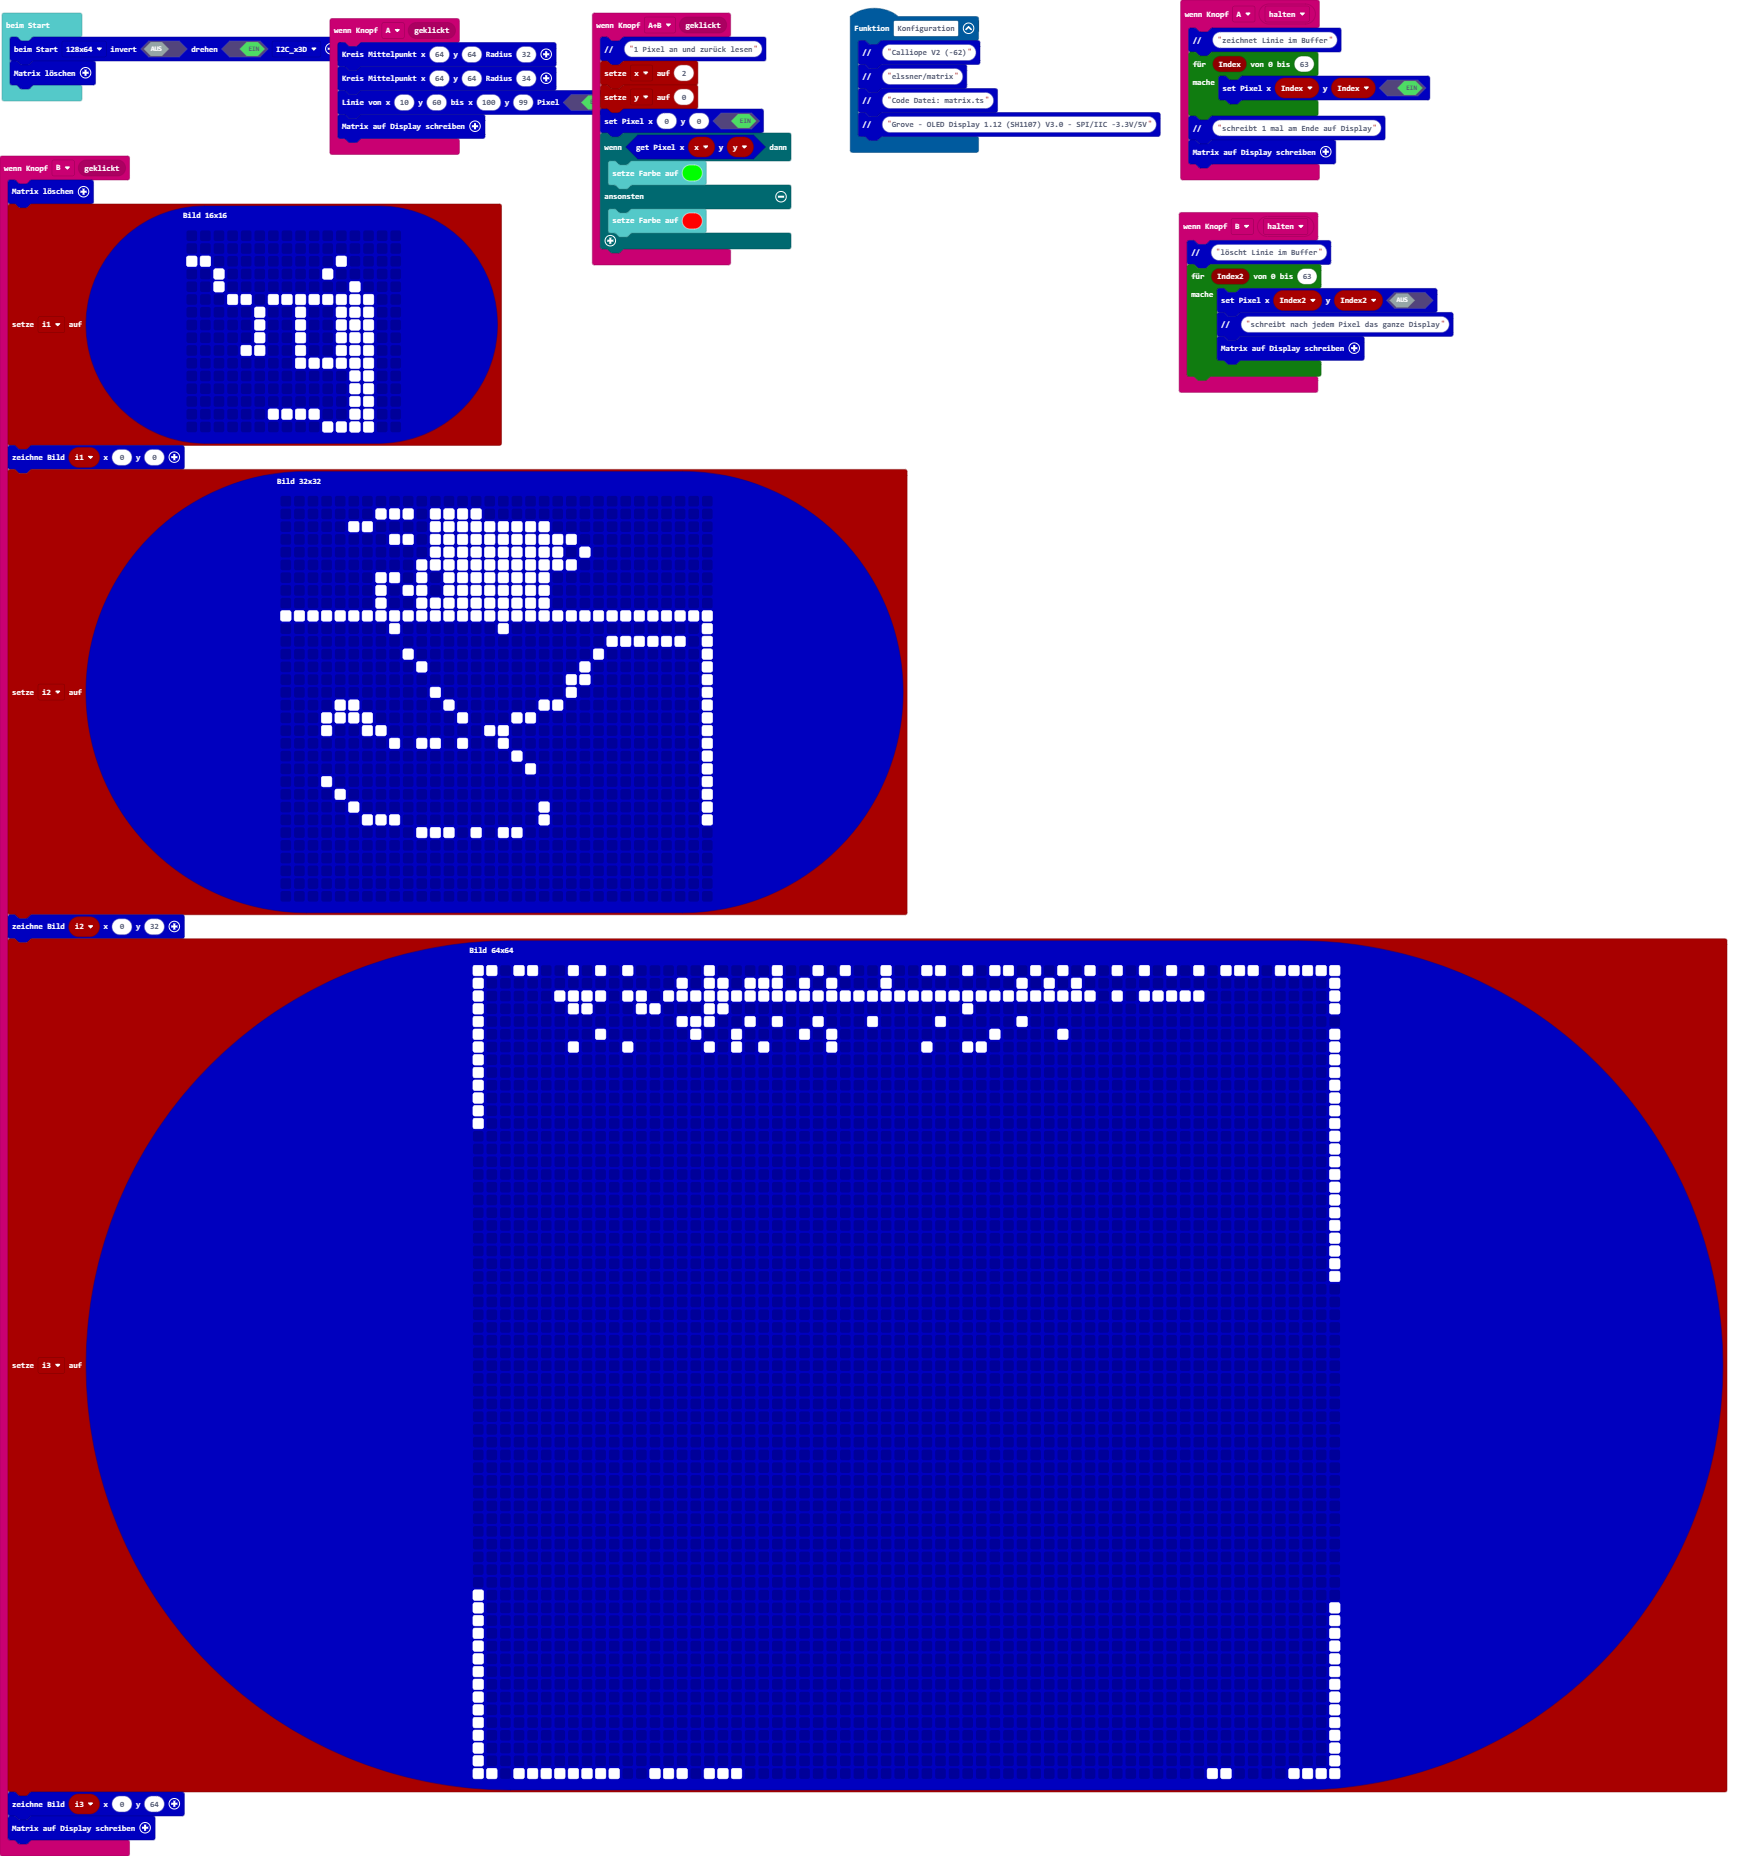 beim Start
beim Start 128x64 invert AUS drehen EIN I2C_x3D
Matrix löschen
wenn Knopf A geklickt
Kreis Mittelpunkt x 64 y 64 Radius 32
Kreis Mittelpunkt x 64 y 64 Radius 34
Linie von x 10 y 60 bis x 100 y 99 Pixel
Matrix auf Display schreiben
wenn Knopf A+B geklickt
// "1 Pixel an und zurück lesen"
setze x auf 2
setze y auf 0
set Pixel x 0 y 0 EIN
wenn get Pixel x x y y dann
setze Farbe auf
ansonsten
setze Farbe auf
Funktion Konfiguration
// "Calliope V2 (-62)"
// "elssner/matrix"
// "Code Datei: matrix.ts"
// "Grove - OLED Display 1.12 (SH1107) V3.0 - SPI/IIC -3.3V/5V"
wenn Knopf A halten
// "zeichnet Linie im Buffer"
für Index von 0 bis 63
mache set Pixel x Index y Index EIN
// "schreibt 1 mal am Ende auf Display"
Matrix auf Display schreiben
wenn Knopf B halten
// "löscht Linie im Buffer"
für Index2 von 0 bis 63
mache set Pixel x Index2 y Index2 AUS
// "schreibt nach jedem Pixel das ganze Display"
Matrix auf Display schreiben
wenn Knopf B geklickt
Matrix löschen
Bild 16x16
setze i1 auf
zeichne Bild i1 x 0 y 0
Bild 32x32
setze i2 auf
zeichne Bild i2 x 0 y 32
Bild 64x64
setze i3 auf
zeichne Bild i3 x 0 y 64
Matrix auf Display schreiben